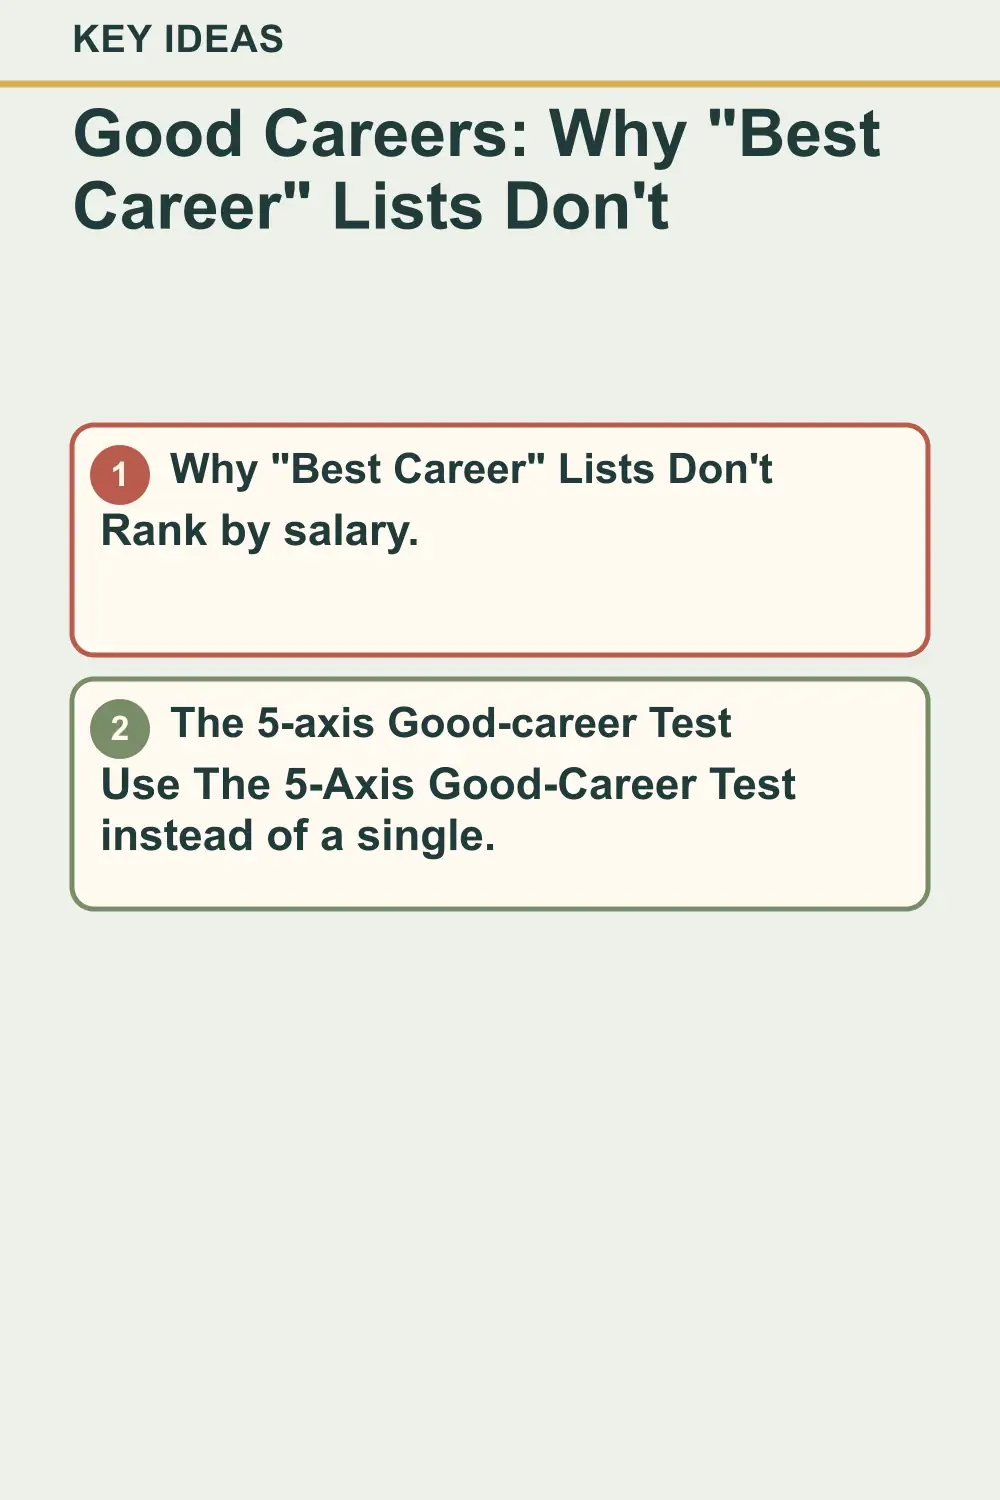 KEY IDEAS
Good Careers: Why "Best
Career" Lists Don't
1 Why "Best Career" Lists Don't
Rank by salary.
2 The 5-axis Good-career Test
Use The 5-Axis Good-Career Test
instead of a single.